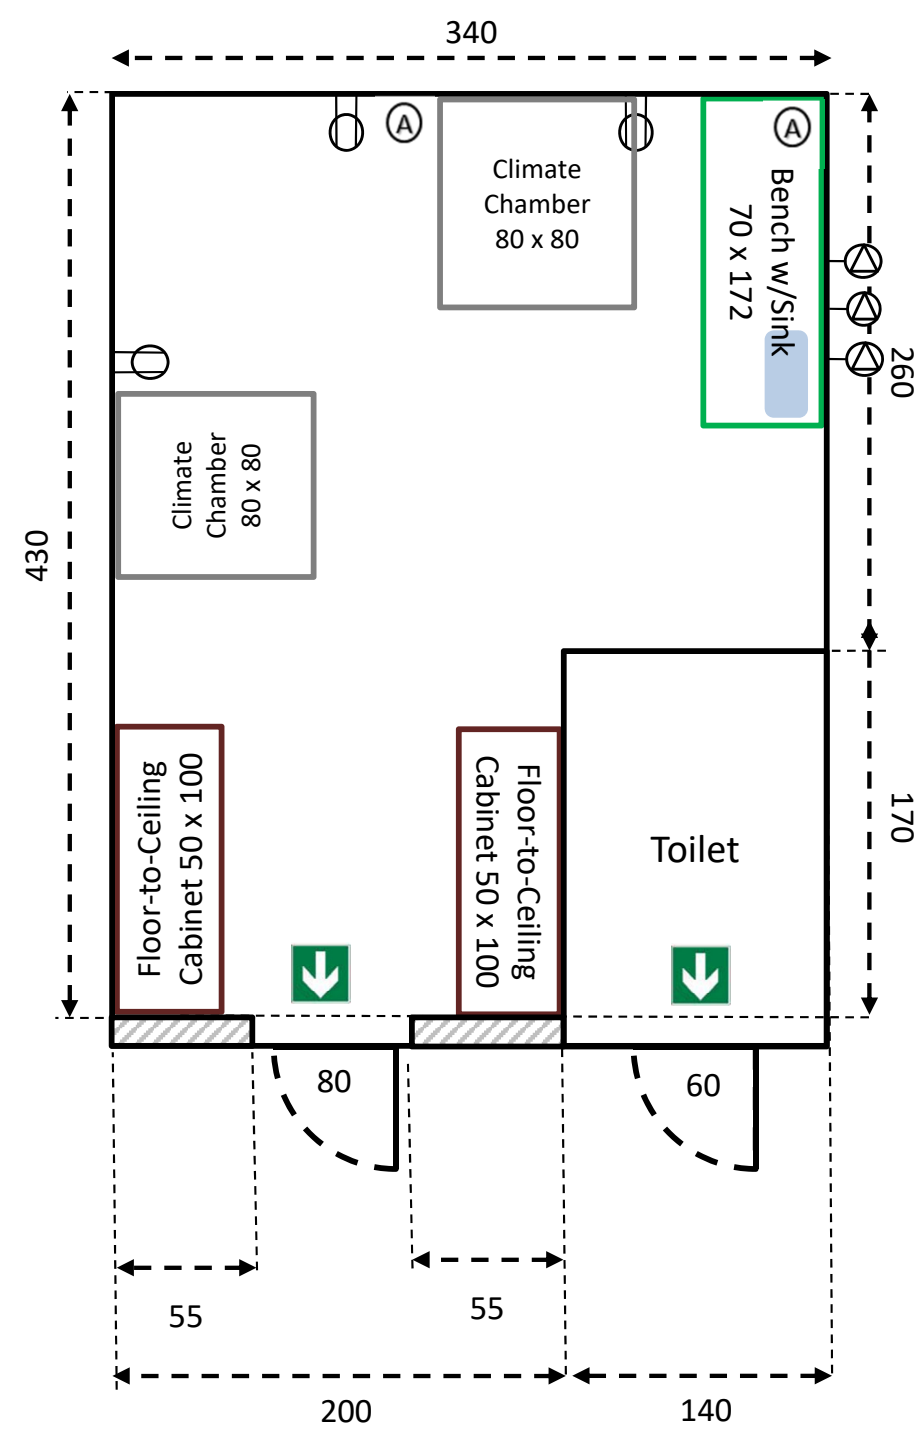 340
A
A
Climate
Chamber
80 x 80
Bench w/Sink
70 x 172
260
Climate
Chamber
80 x 80
430
Floor-to-Ceiling
Cabinet 50 x 100
Floor-to-Ceiling
Cabinet 50 x 100
Toilet
170
80
60
55
55
200
140